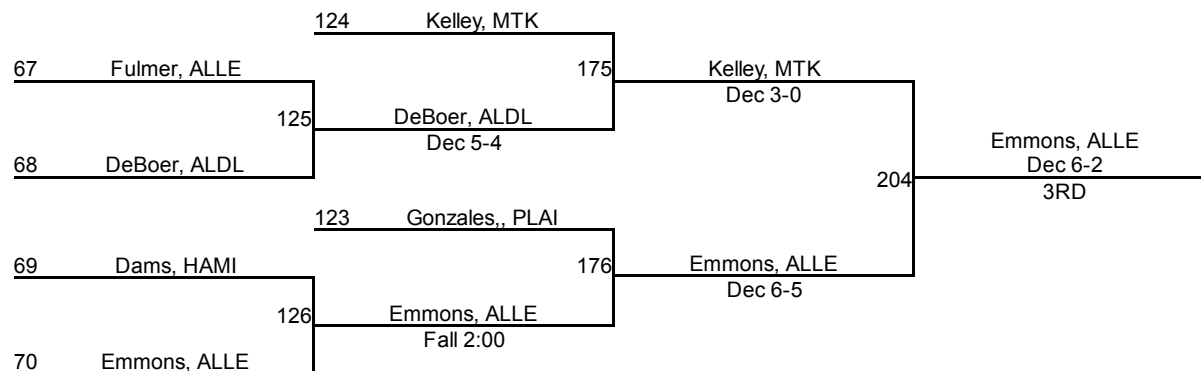 124 Kelley, MTK
67 Fulmer, ALLE
175 Kelley, MTK
Dec 3-0
125 DeBoer, ALDL
Dec 5-4
68 DeBoer, ALDL
204 Emmons, ALLE
Dec 6-2
3RD
123 Gonzales,, PLAI
69 Dams, HAMI
176 Emmons, ALLE
Dec 6-5
126 Emmons, ALLE
Fall 2:00
70 Emmons, ALLE